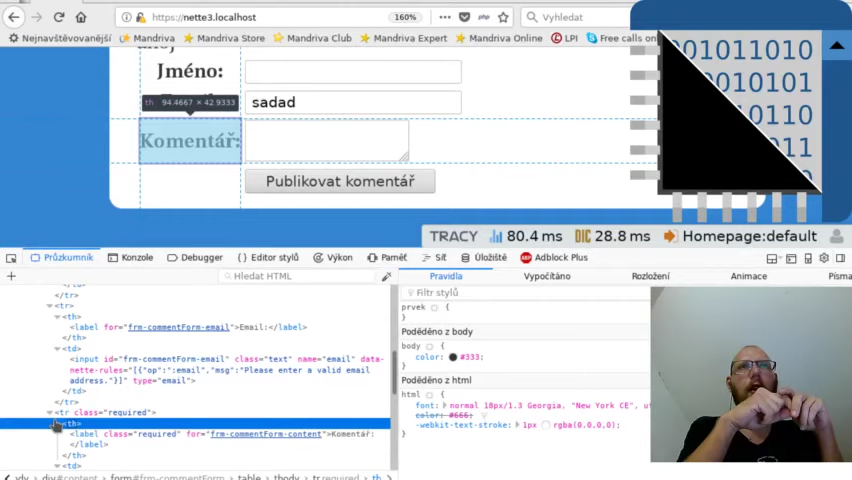 https://nette3.localhost
160%
php
Vyhledat
Nejnavštěvovanější
Mandriva
Mandriva Store
Mandriva Club
Mandriva Expert
Mandriva Online
LPI
Free calls on
001011010
010101
10110
011
Jméno:
sadad
th 94.4667 × 42.9333
Komentář:
Publikovat komentář
TRACY
80.4 ms
DIC 28.8 ms
Homepage:default
Průzkumník
Konzole
Debugger
Editor stylů
Výkon
Paměť
Síť
Úložiště
ABP Adblock Plus
Hledat HTML
Pravidla
Vypočítáno
Rozložení
Animace
Písma
</tr>
<tr>
<th>
<label for="frm-commentForm-email">Email:</label>
</th>
<td>
<input id="frm-commentForm-email" class="text" name="email" data-
nette-rules="[{"op":":email","msg":"Please enter a valid email
address."}]" type="email">
</td>
</tr>
<tr class="required">
<th>
<label class="required" for="frm-commentForm-content">Komentář:
</label>
</th>
<td>
Filtr stylů
prvek {
}
Poděděno z body
body {
color: #333;
}
Poděděno z html
html {
font: normal 18px/1.3 Georgia, "New York CE", ut
color: #666;
-webkit-text-stroke: 1px rgba(0,0,0,0);
}
div#content
form#frm-commentForm
table
tbody
tr.required
th